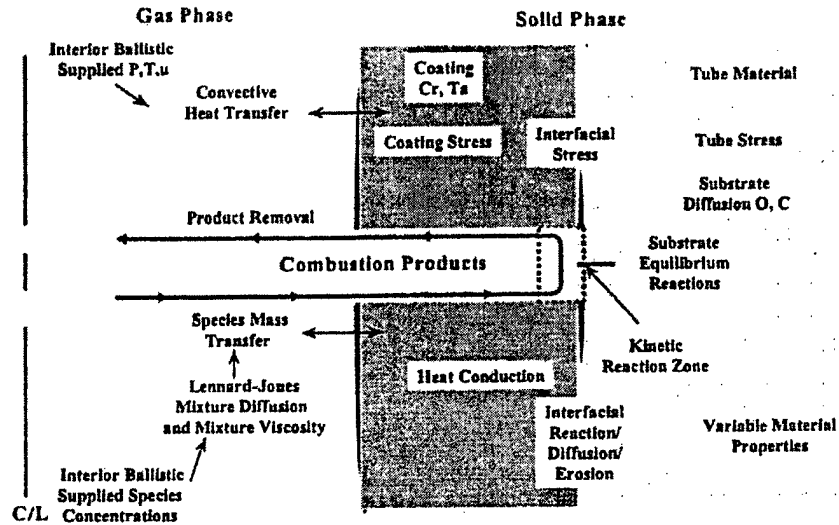 Gas Phase
Solid Phase
Interior Ballistic
Supplied P,T,u
Convective
Heat Transfer
Coating
Cr, Ta
Coating Stress
Interfacial
Stress
Tube Material
Tube Stress
Substrate
Diffusion O, C
Product Removal
Combustion Products
Substrate
Equilibrium
Reactions
Species Mass
Transfer
Kinetic
Reaction Zone
Lennard-Jones
Mixture Diffusion
and Mixture Viscosity
Heat Conduction
Interfacial
Reaction/
Diffusion/
Erosion
Variable Material
Properties
Interior Ballistic
Supplied Species
Concentrations
C/L